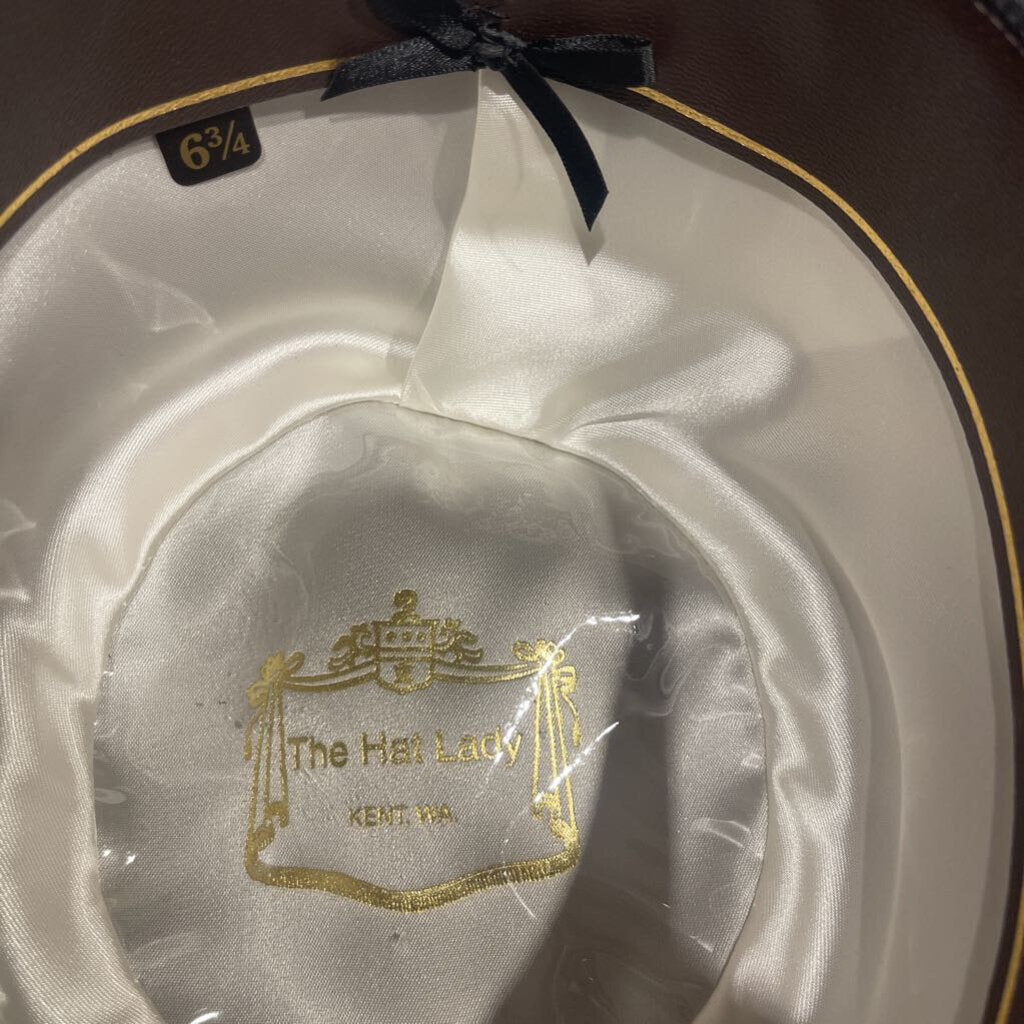 6¾
The Hat Lady
KENT, WA.